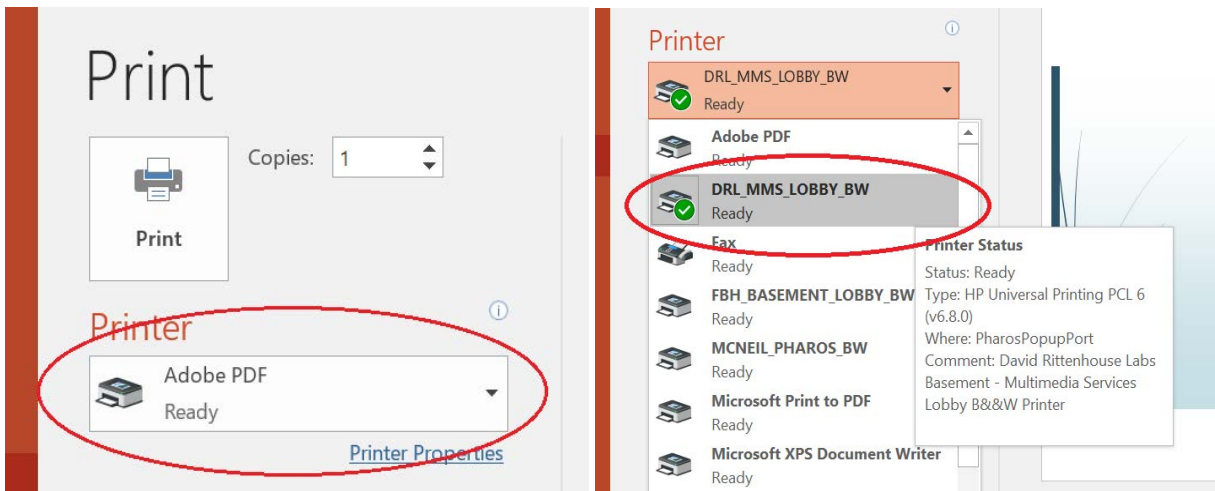 Print
Copies: 1
Print
Printer
Adobe PDF
Ready
Printer Properties
Printer
DRL_MMS_LOBBY_BW
Ready
Adobe PDF
Ready
DRL_MMS_LOBBY_BW
Ready
Fax
Ready
FBH_BASEMENT_LOBBY_BW
Ready
MCNEIL_PHAROS_BW
Ready
Microsoft Print to PDF
Ready
Microsoft XPS Document Writer
Ready
Printer Status
Status: Ready
Type: HP Universal Printing PCL 6
(v6.8.0)
Where: PharosPopupPort
Comment: David Rittenhouse Labs
Basement - Multimedia Services
Lobby B&&W Printer